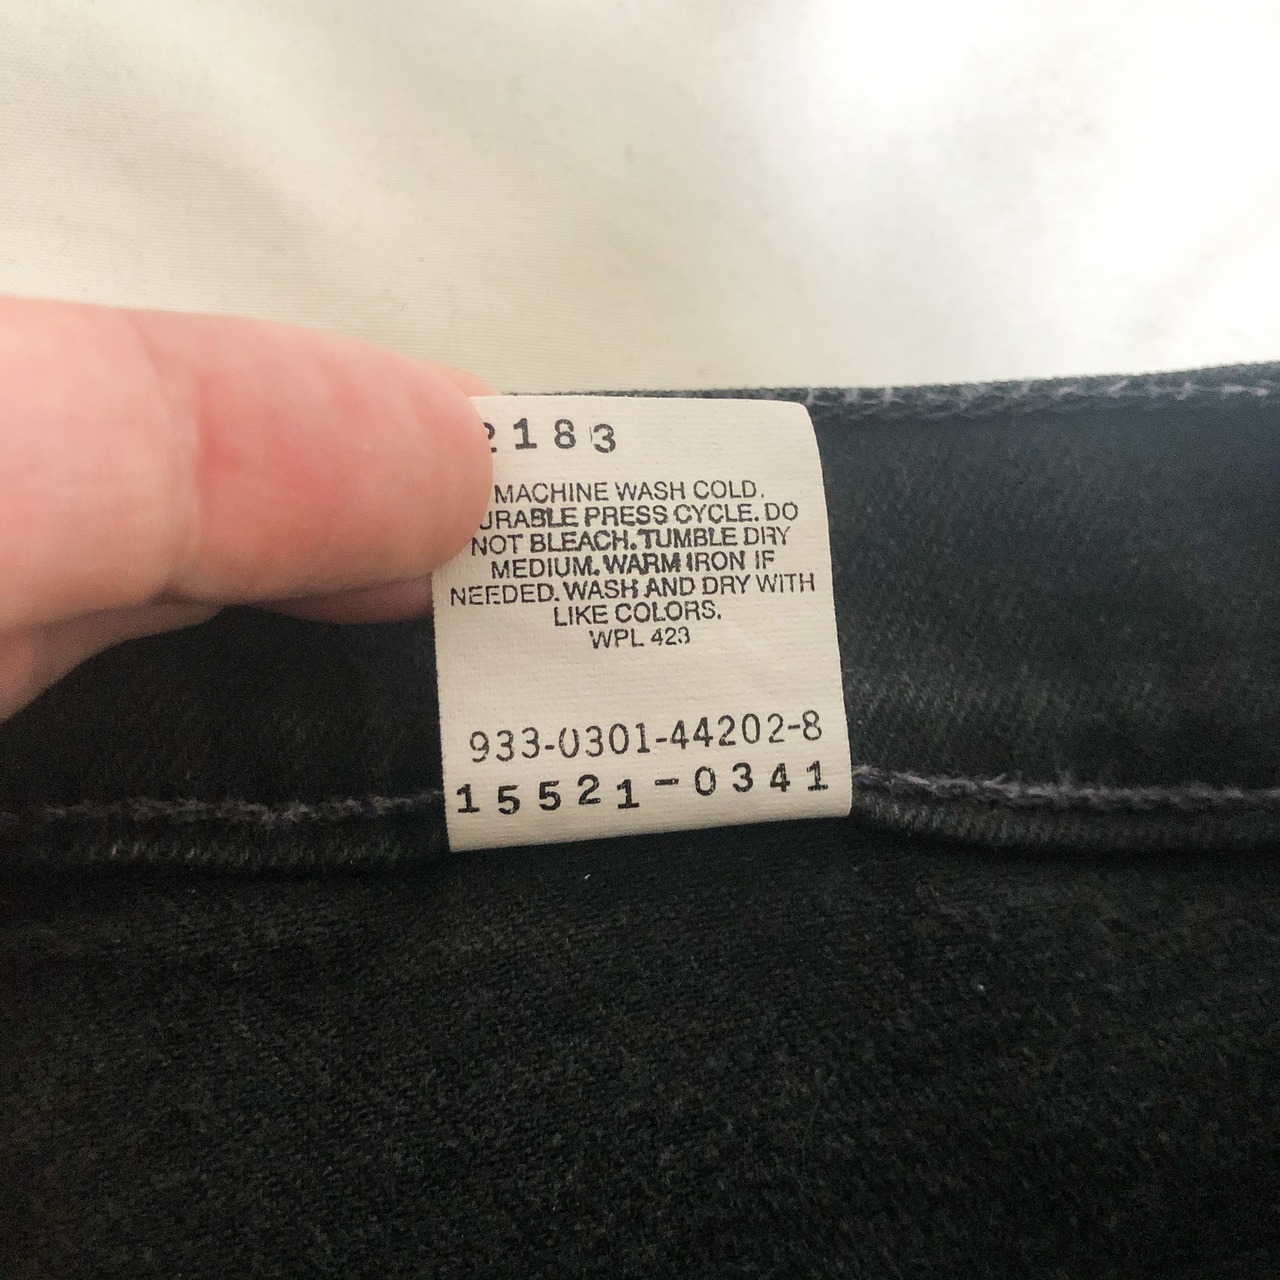 2183
MACHINE WASH COLD.
URABLE PRESS CYCLE. DO
NOT BLEACH. TUMBLE DRY
MEDIUM. WARM IRON IF
NEEDED. WASH AND DRY WITH
LIKE COLORS.
WPL 423
933-0301-44202-8
15521-0341